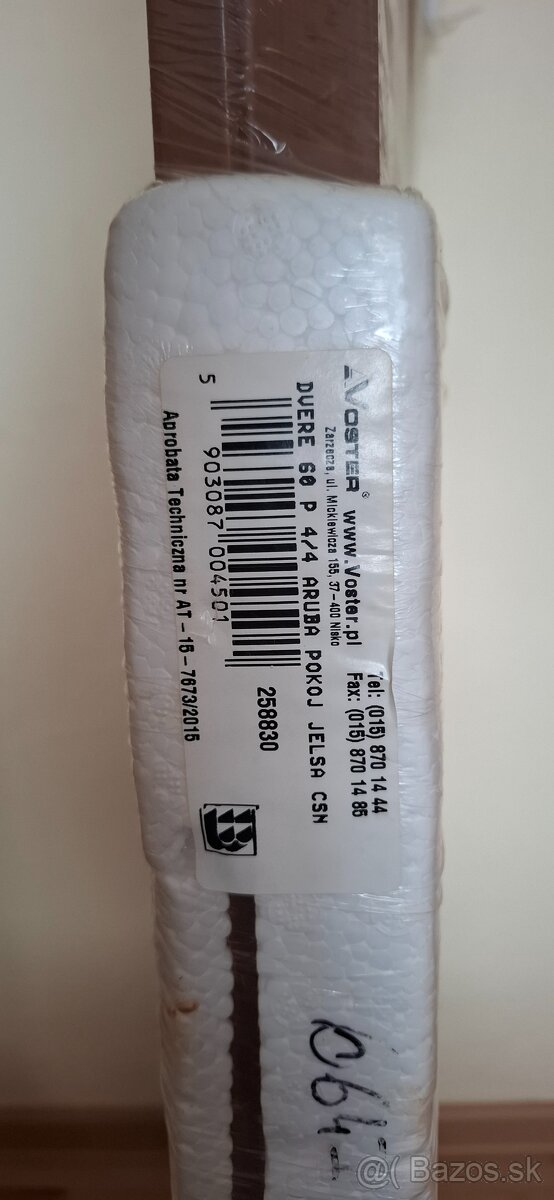 VOSTER® www.Voster.pl Tel: (015) 870 14 44
Zarzecze, ul. Mickiewicza 155, 37-400 Nisko Fax: (015) 870 14 85
DVERE 60 P 4/4 ARUBA POKOJ JELSA CSN
5 903087 004501
258830
Aprobata Techniczna nr AT-15-7673/2015
B
@( Bazos.sk